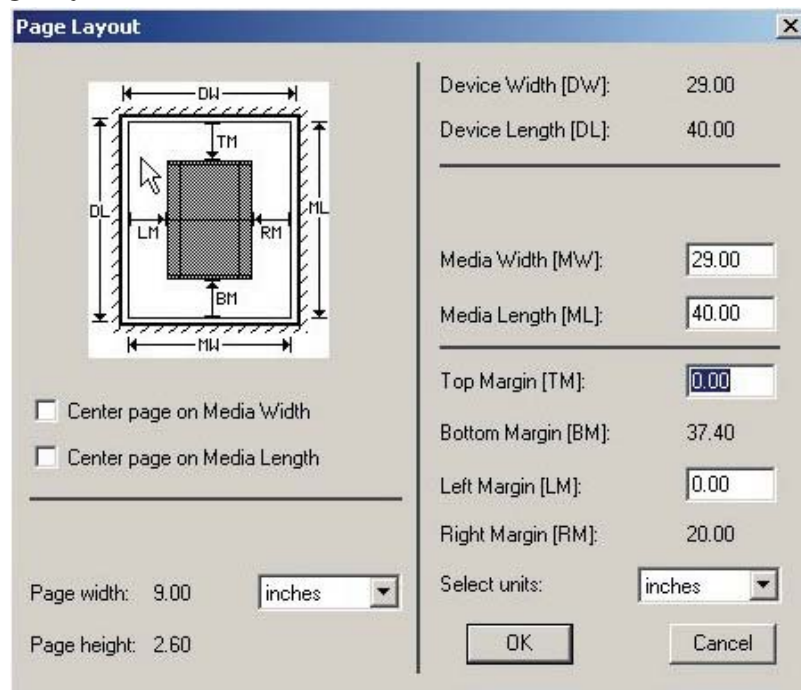 Page Layout
DW
TM
DL
ML
LM
RM
BM
MW
Center page on Media Width
Center page on Media Length
Page width: 9.00 inches
Page height: 2.60
Device Width [DW]: 29.00
Device Length [DL]: 40.00
Media Width [MW]: 29.00
Media Length [ML]: 40.00
Top Margin [TM]: 0.00
Bottom Margin [BM]: 37.40
Left Margin [LM]: 0.00
Right Margin [RM]: 20.00
Select units: inches
OK Cancel